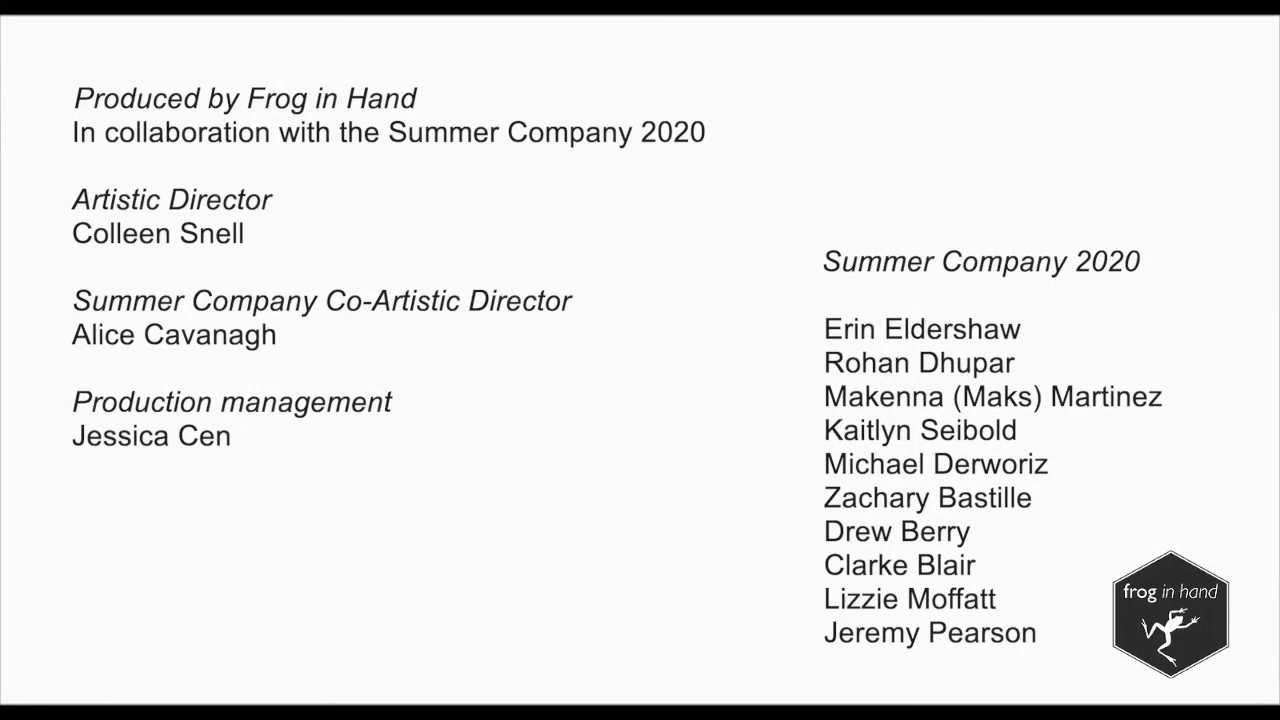 Produced by Frog in Hand
In collaboration with the Summer Company 2020
Artistic Director
Colleen Snell
Summer Company Co-Artistic Director
Alice Cavanagh
Production management
Jessica Cen
Summer Company 2020
Erin Eldershaw
Rohan Dhupar
Makenna (Maks) Martinez
Kaitlyn Seibold
Michael Derworiz
Zachary Bastille
Drew Berry
Clarke Blair
Lizzie Moffatt
Jeremy Pearson
frog in hand